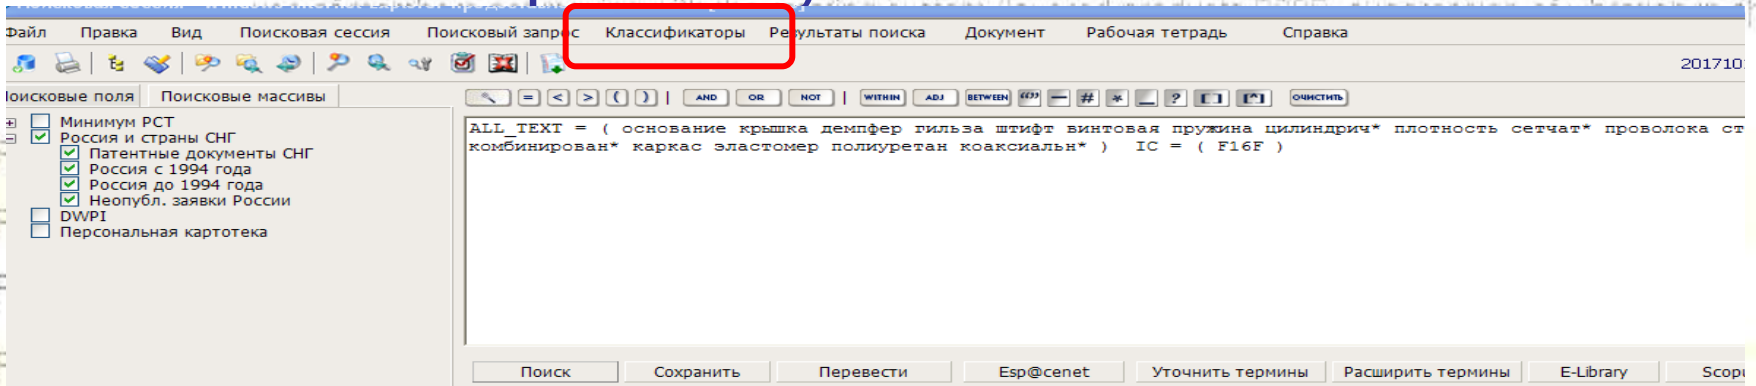 Файл Правка Вид Поисковая сессия Поисковый запрос Классификаторы Результаты поиска Документ Рабочая тетрадь Справка
201710
Поисковые поля Поисковые массивы
= < > ( ) AND OR NOT WITHIN ADJ BETWEEN — # * _ ? ОЧИСТИТЬ
Минимум PCT
Россия и страны СНГ
Патентные документы СНГ
Россия с 1994 года
Россия до 1994 года
Неопубл. заявки России
DWPI
Персональная картотека
ALL_TEXT = ( основание крышка демпфер гильза штифт винтовая пружина цилиндрич* плотность сетчат* проволока ст
комбинирован* каркас эластомер полиуретан коаксиальн* ) IC = ( F16F )
Поиск Сохранить Перевести Esp@cenet Уточнить термины Расширить термины E-Library Scopu